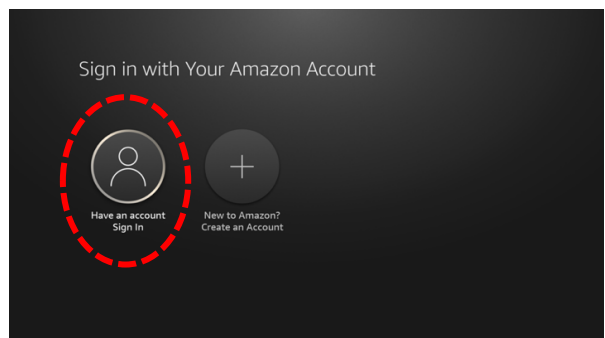 Sign in with Your Amazon Account
Have an account
Sign In
New to Amazon?
Create an Account